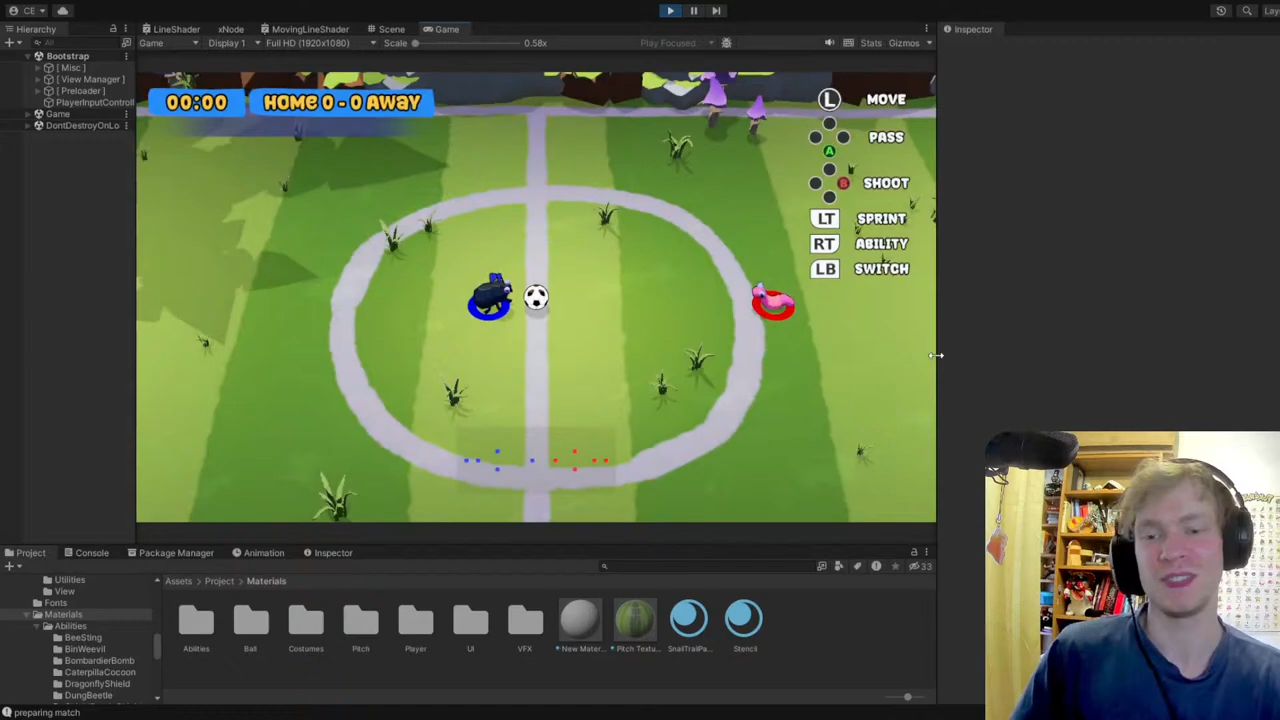 CE
Lay
Hierarchy
LineShader
xNode
MovingLineShader
Scene
Game
Inspector
All
Game
Display 1
Full HD (1920x1080)
Scale
0.58x
Play Focused
Stats
Gizmos
Bootstrap
[ Misc ]
[ View Manager ]
[ Preloader ]
PlayerInputControll
Game
DontDestroyOnLo
00:00
HOME 0 - 0 AWAY
L MOVE
PASS
A
B SHOOT
LT SPRINT
RT ABILITY
LB SWITCH
Project
Console
Package Manager
Animation
Inspector
33
Utilities
View
Fonts
Materials
Abilities
BeeSting
BinWeevil
BombardierBomb
CaterpillaCocoon
DragonflyShield
DungBeetle
Assets
Project
Materials
Abilities
Ball
Costumes
Pitch
Player
UI
VFX
New Mater...
Pitch Textu...
SnailTrailPa...
Stencil
preparing match